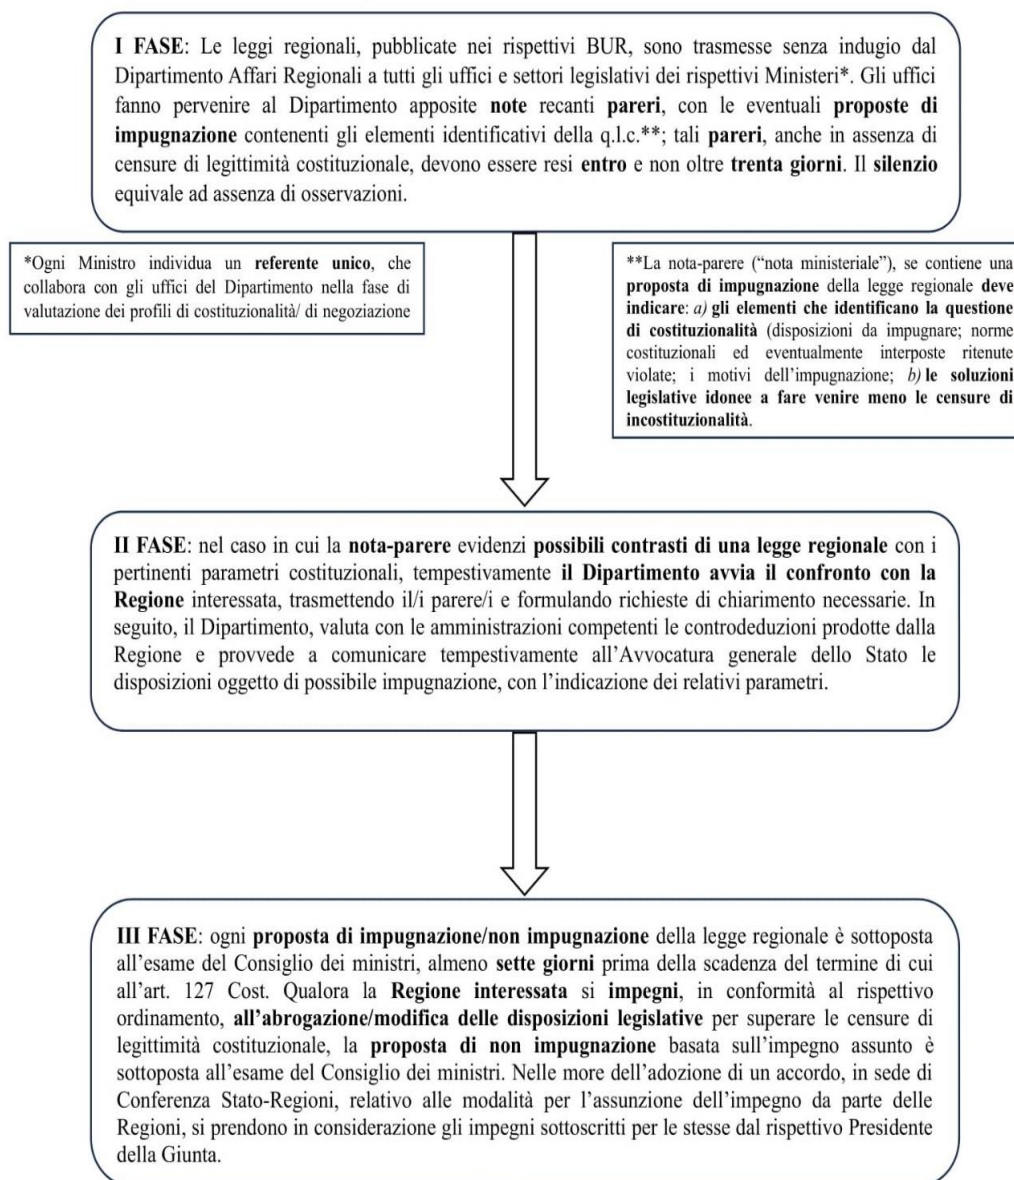 I FASE: Le leggi regionali, pubblicate nei rispettivi BUR, sono trasmesse senza indugio dal
Dipartimento Affari Regionali a tutti gli uffici e settori legislativi dei rispettivi Ministeri*. Gli uffici
fanno pervenire al Dipartimento apposite note recanti pareri, con le eventuali proposte di
impugnazione contenenti gli elementi identificativi della q.l.c.**; tali pareri, anche in assenza di
censure di legittimità costituzionale, devono essere resi entro e non oltre trenta giorni. Il silenzio
equivale ad assenza di osservazioni.
*Ogni Ministro individua un referente unico, che
collabora con gli uffici del Dipartimento nella fase di
valutazione dei profili di costituzionalità/ di negoziazione
**La nota-parere (“nota ministeriale”), se contiene una
proposta di impugnazione della legge regionale deve
indicare: a) gli elementi che identificano la questione
di costituzionalità (disposizioni da impugnare; norme
costituzionali ed eventualmente interposte ritenute
violate; i motivi dell’impugnazione; b) le soluzioni
legislative idonee a fare venire meno le censure di
incostituzionalità.
II FASE: nel caso in cui la nota-parere evidenzi possibili contrasti di una legge regionale con i
pertinenti parametri costituzionali, tempestivamente il Dipartimento avvia il confronto con la
Regione interessata, trasmettendo il/i parere/i e formulando richieste di chiarimento necessarie. In
seguito, il Dipartimento, valuta con le amministrazioni competenti le controdeduzioni prodotte dalla
Regione e provvede a comunicare tempestivamente all’Avvocatura generale dello Stato le
disposizioni oggetto di possibile impugnazione, con l’indicazione dei relativi parametri.
III FASE: ogni proposta di impugnazione/non impugnazione della legge regionale è sottoposta
all’esame del Consiglio dei ministri, almeno sette giorni prima della scadenza del termine di cui
all’art. 127 Cost. Qualora la Regione interessata si impegni, in conformità al rispettivo
ordinamento, all’abrogazione/modifica delle disposizioni legislative per superare le censure di
legittimità costituzionale, la proposta di non impugnazione basata sull’impegno assunto è
sottoposta all’esame del Consiglio dei ministri. Nelle more dell’adozione di un accordo, in sede di
Conferenza Stato-Regioni, relativo alle modalità per l’assunzione dell’impegno da parte delle
Regioni, si prendono in considerazione gli impegni sottoscritti per le stesse dal rispettivo Presidente
della Giunta.